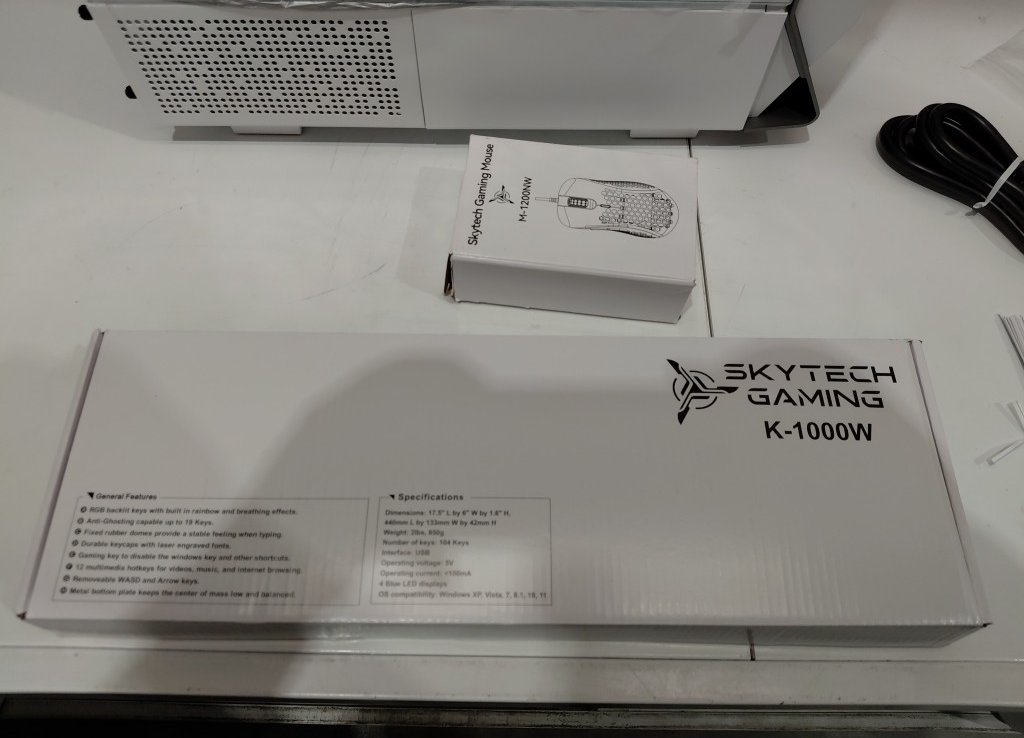 Skytech Gaming Mouse
M-1200NW
SKYTECH
GAMING
K-1000W
General Features
RGB backlit keys with built in rainbow and breathing effects.
Anti-Ghosting capable up to 19 Keys.
Fixed rubber domes provide a stable feeling when typing.
Durable keycaps with laser engraved fonts.
Gaming key to disable the windows key and other shortcuts.
12 multimedia hotkeys for videos, music, and internet browsing.
Removeable WASD and Arrow keys.
Metal bottom plate keeps the center of mass low and balanced.
Specifications
Dimensions: 17.5" L by 6" W by 1.6" H,
440mm L by 133mm W by 42mm H
Weight: 2lbs, 850g
Number of keys: 104 Keys
Interface: USB
Operating voltage: 5V
Operating current: <100mA
4 Blue LED displays
OS compatibility: Windows XP, Vista, 7, 8.1, 10, 11